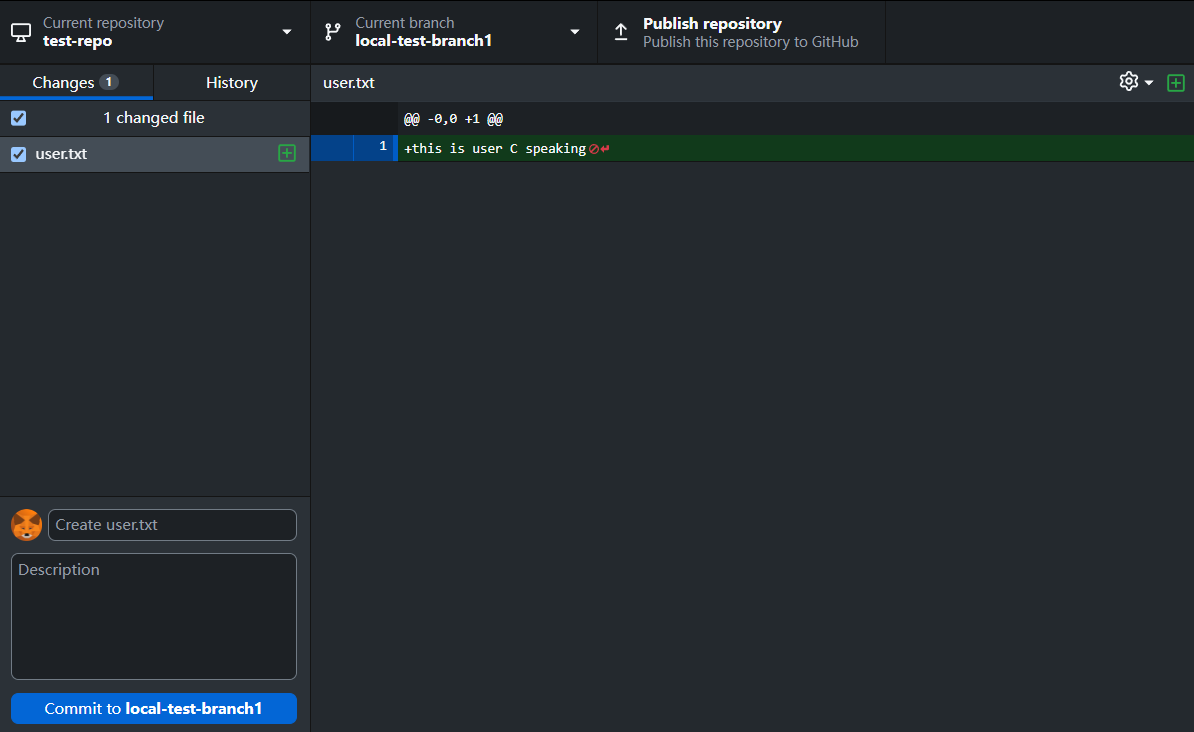 Current repository
test-repo
Current branch
local-test-branch1
Publish repository
Publish this repository to GitHub
Changes 1
History
user.txt
1 changed file
@@ -0,0 +1 @@
user.txt
1 +this is user C speaking
Create user.txt
Description
Commit to local-test-branch1